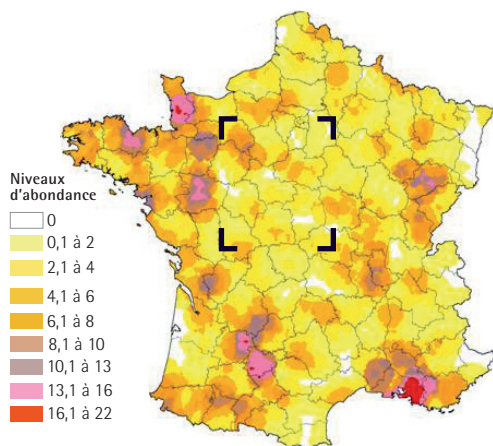 Niveaux
d'abondance
0
0,1 à 2
2,1 à 4
4,1 à 6
6,1 à 8
8,1 à 10
10,1 à 13
13,1 à 16
16,1 à 22